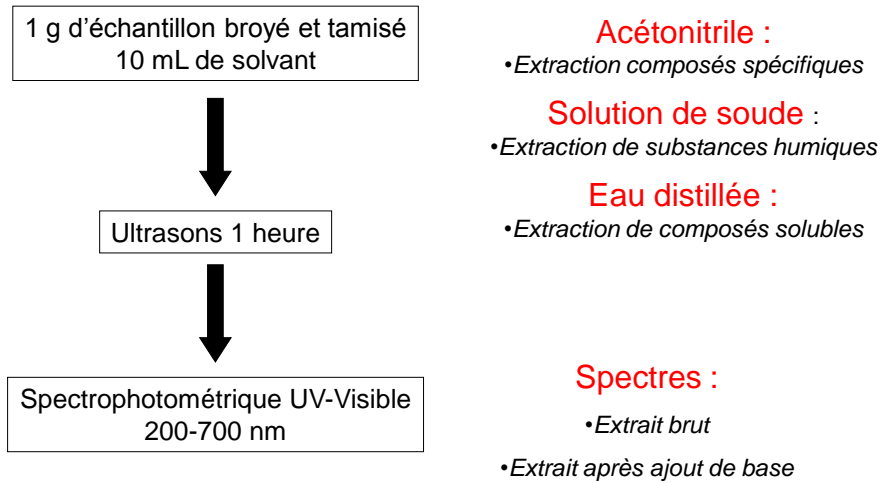 1 g d'échantillon broyé et tamisé
10 mL de solvant
Ultrasons 1 heure
Spectrophotométrique UV-Visible
200-700 nm
Acétonitrile :
•Extraction composés spécifiques
Solution de soude :
•Extraction de substances humiques
Eau distillée :
•Extraction de composés solubles
Spectres :
•Extrait brut
•Extrait après ajout de base